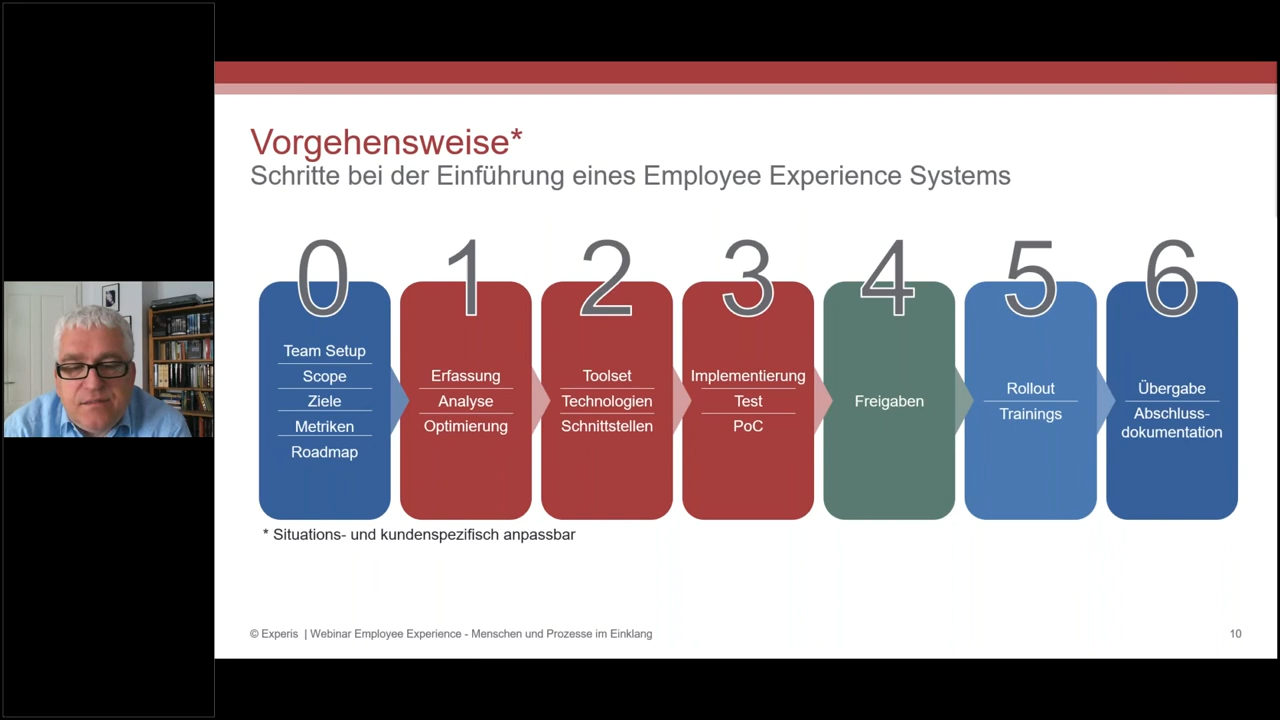 Vorgehensweise*
Schritte bei der Einführung eines Employee Experience Systems
0
Team Setup
Scope
Ziele
Metriken
Roadmap
1
Erfassung
Analyse
Optimierung
2
Toolset
Technologien
Schnittstellen
3
Implementierung
Test
PoC
4
Freigaben
5
Rollout
Trainings
6
Übergabe
Abschluss-
dokumentation
* Situations- und kundenspezifisch anpassbar
© Experis | Webinar Employee Experience - Menschen und Prozesse im Einklang
10